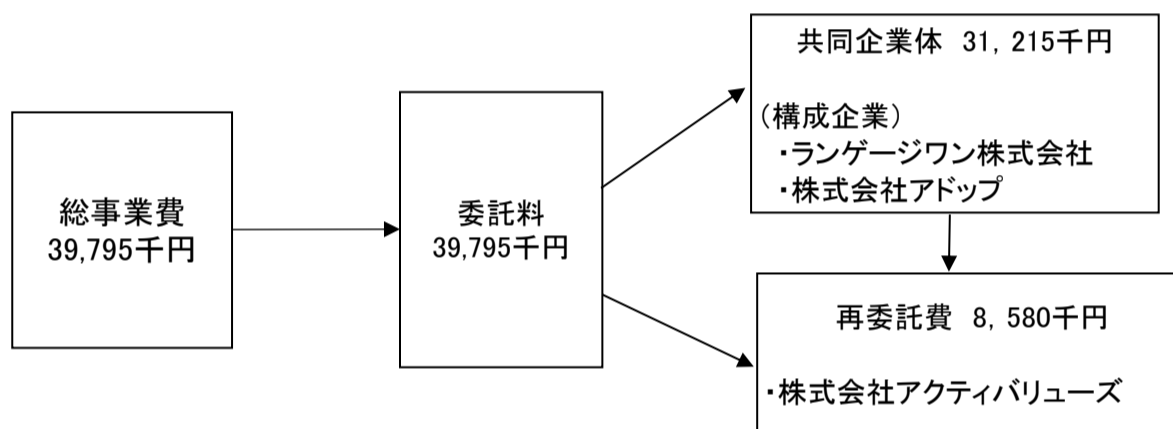 総事業費
39,795千円
委託料
39,795千円
共同企業体 31,215千円
（構成企業）
・ランゲージワン株式会社
・株式会社アドップ
再委託費 8,580千円
・株式会社アクティバリューズ